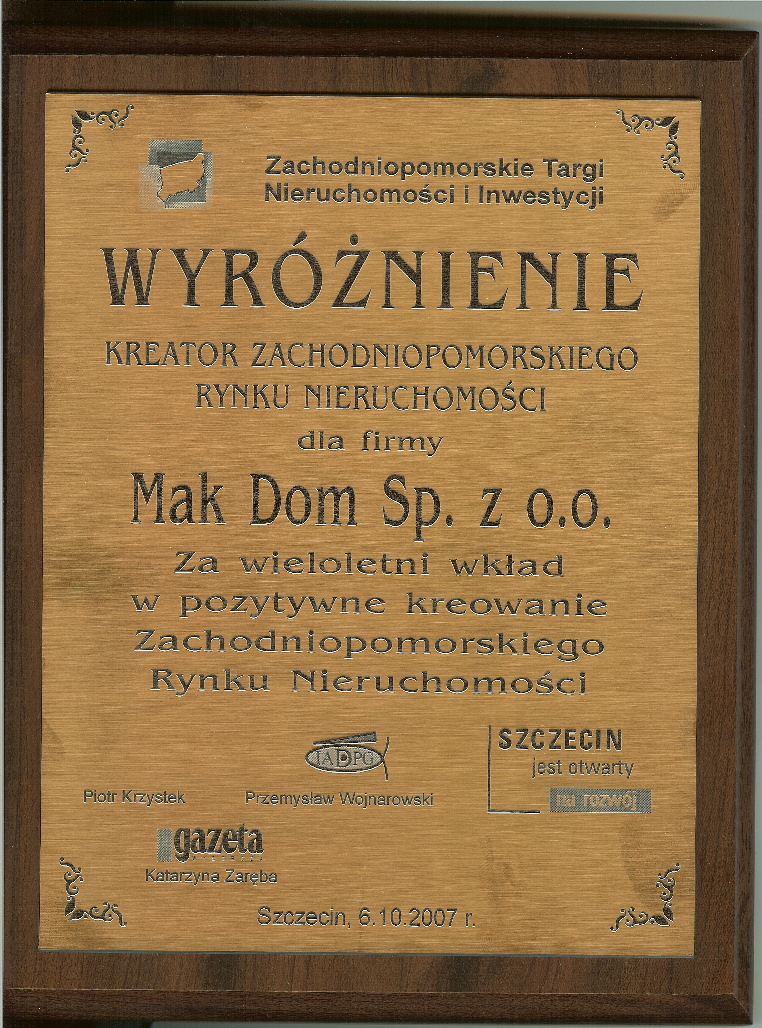 Zachodniopomorskie Targi
Nieruchomości i Inwestycji
WYRÓŻNIENIE
KREATOR ZACHODNIOPOMORSKIEGO
RYNKU NIERUCHOMOŚCI
dla firmy
Mak Dom Sp. z o.o.
Za wieloletni wkład
w pozytywne kreowanie
Zachodniopomorskiego
Rynku Nieruchomości
IADPG
SZCZECIN
jest otwarty
na rozwój
Piotr Krzystek
Przemysław Wojnarowski
gazeta
Katarzyna Zaręba
Szczecin, 6.10.2007 r.